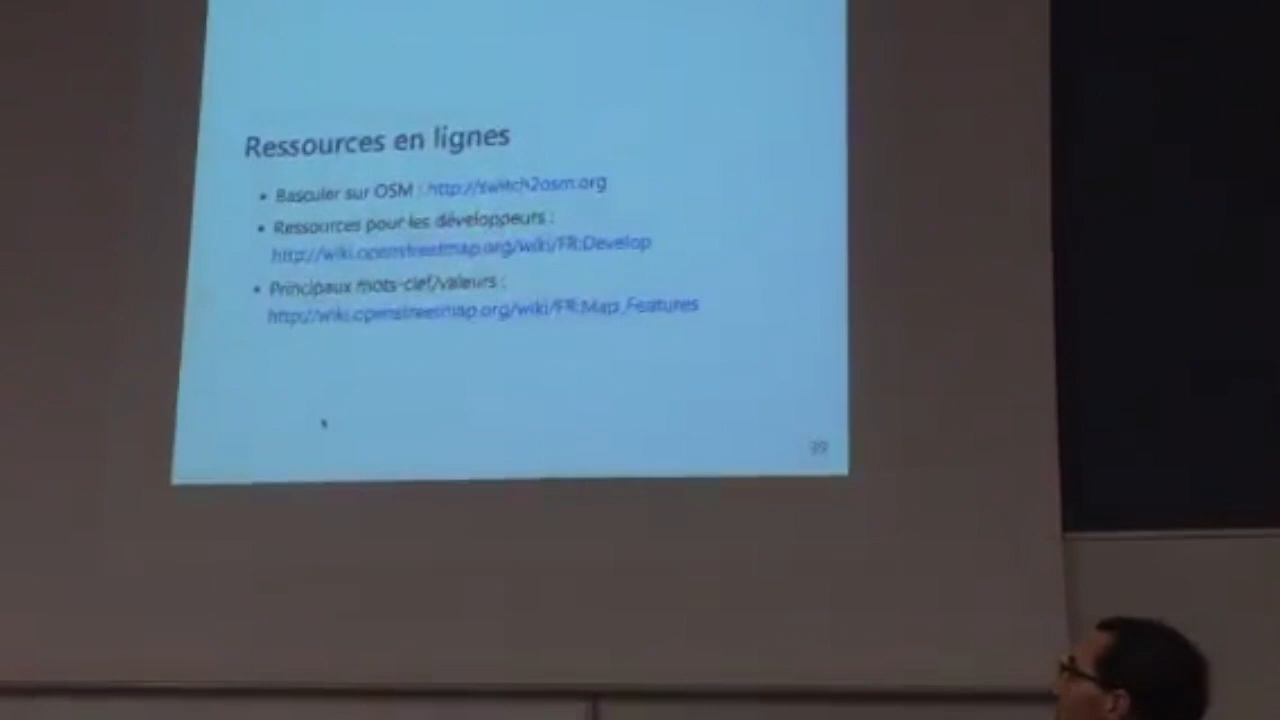 Ressources en lignes
• Basculer sur OSM : http://switch2osm.org
• Ressources pour les développeurs :
http://wiki.openstreetmap.org/wiki/FR:Develop
• Principaux mots-clef/valeurs :
http://wiki.openstreetmap.org/wiki/FR:Map_Features
39